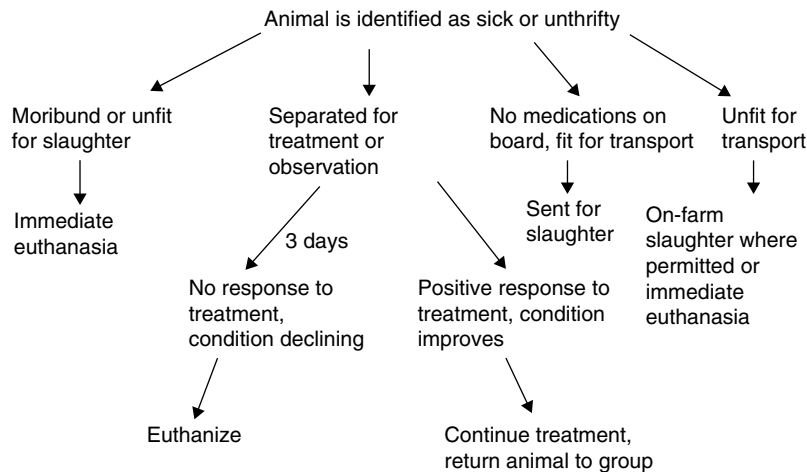 Animal is identified as sick or unthrifty
Moribund or unfit
for slaughter
Separated for
treatment or
observation
No medications on
board, fit for transport
Unfit for
transport
Immediate
euthanasia
3 days
Sent for
slaughter
On-farm
slaughter where
permitted or
immediate
euthanasia
No response to
treatment,
condition declining
Positive response to
treatment, condition
improves
Euthanize
Continue treatment,
return animal to group